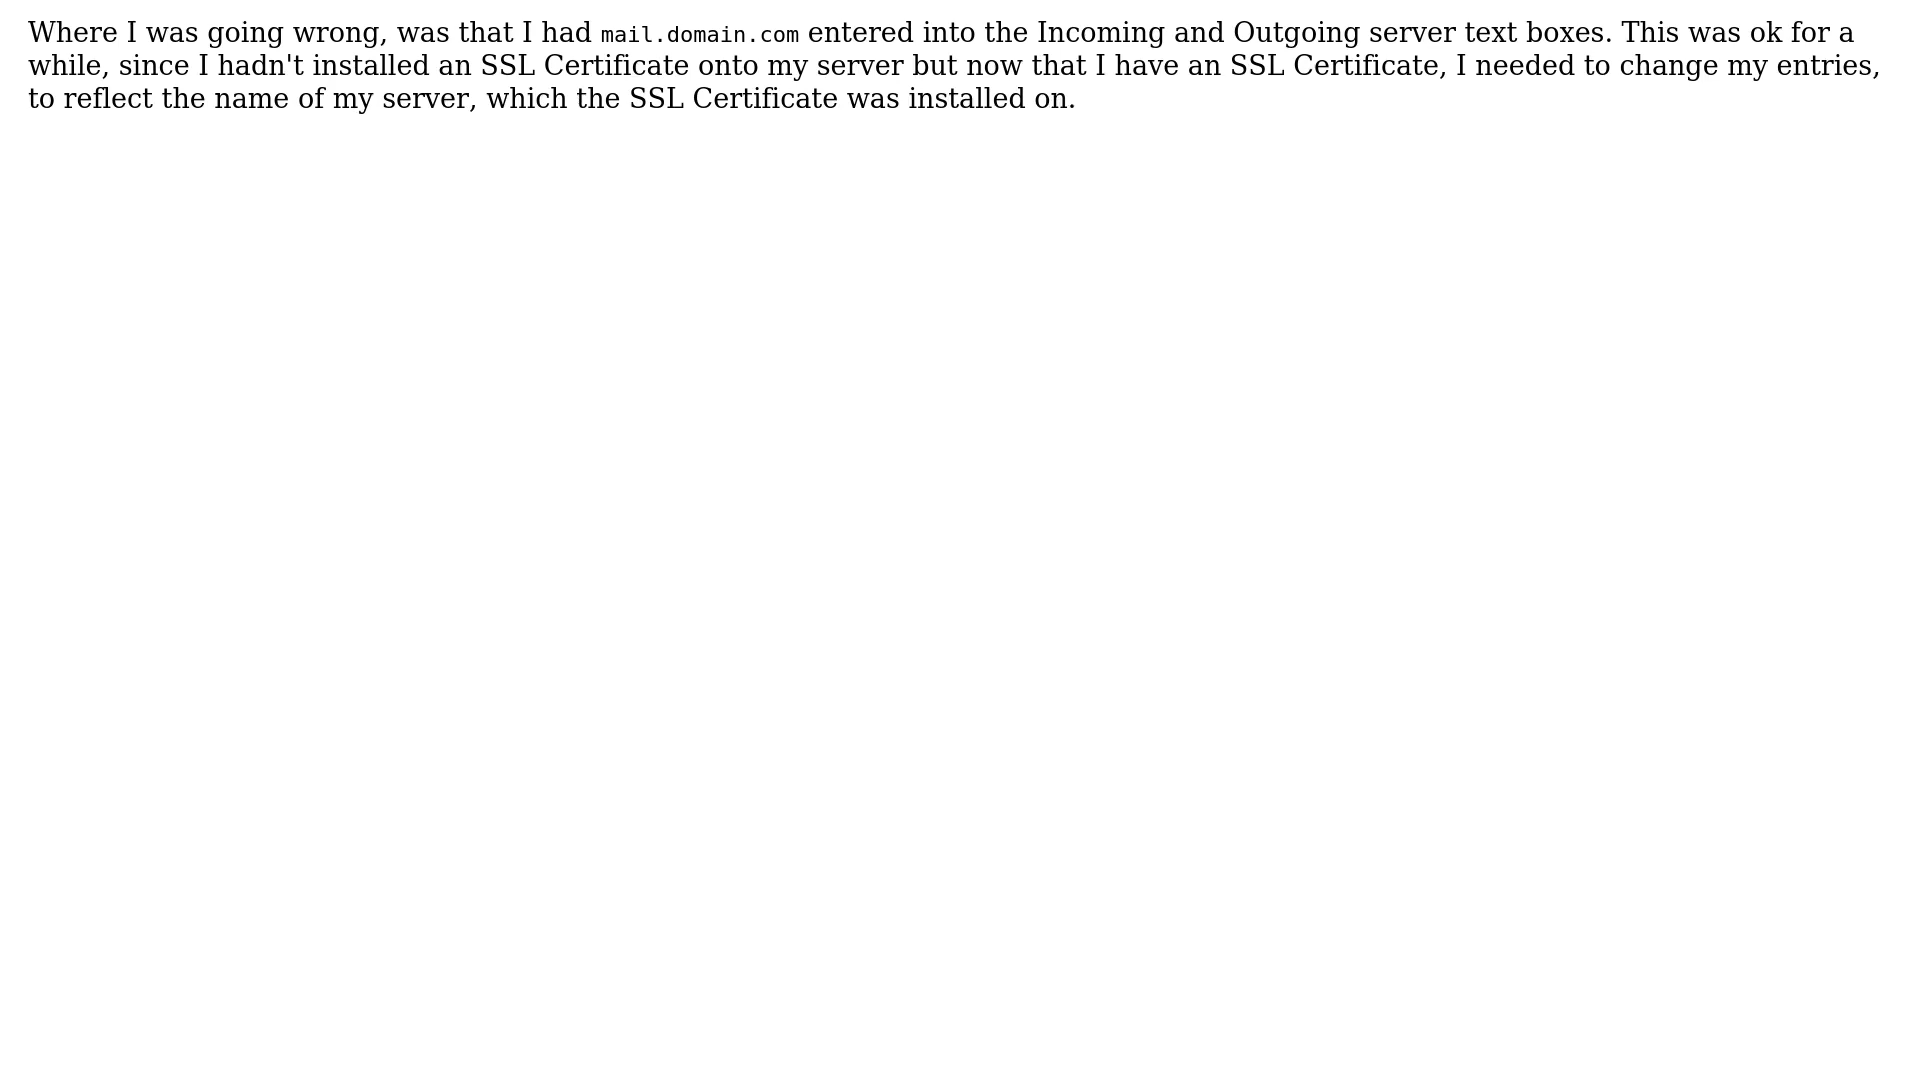 Where I was going wrong, was that I had mail.domain.com entered into the Incoming and Outgoing server text boxes. This was ok for a
while, since I hadn't installed an SSL Certificate onto my server but now that I have an SSL Certificate, I needed to change my entries,
to reflect the name of my server, which the SSL Certificate was installed on.